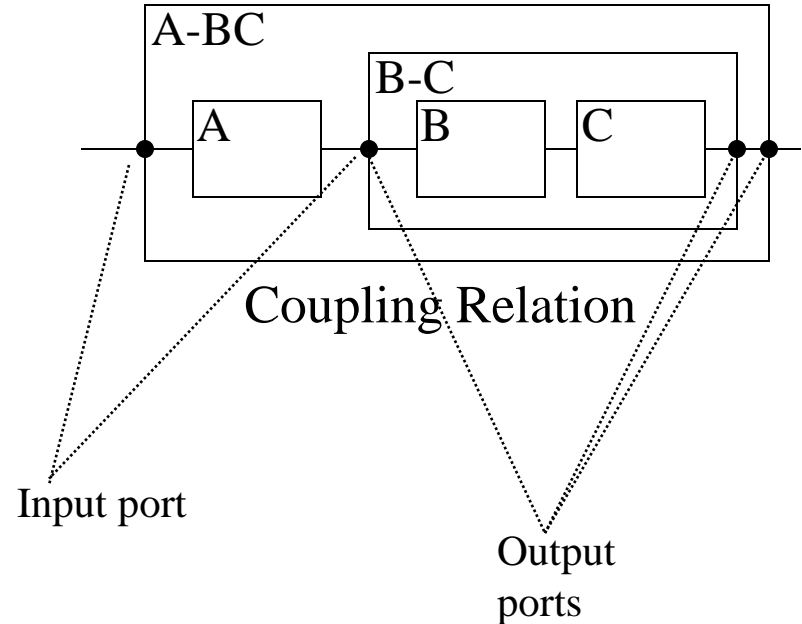 A-BC
B-C
A
B
C
Coupling Relation
Input port
Output
ports